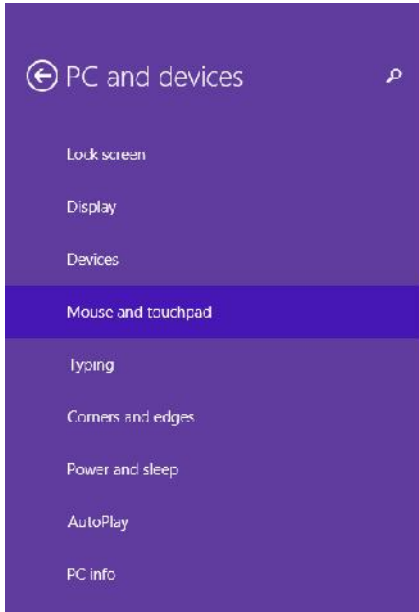 PC and devices
Lock screen
Display
Devices
Mouse and touchpad
Typing
Corners and edges
Power and sleep
AutoPlay
PC info